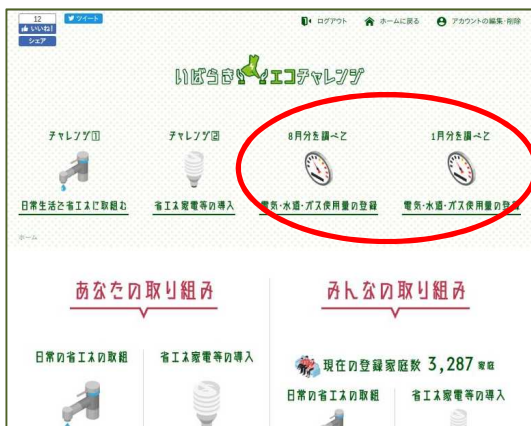 12
いいね!
ツイート
シェア
ログアウト
ホームに戻る
アカウントの編集・削除
いばらきエコチャレンジ
チャレンジ①
チャレンジ②
8月分を調べて
1月分を調べて
日常生活で省エネに取組む
省エネ家電等の導入
電気・水道・ガス使用量の登録
電気・水道・ガス使用量の登録
ホーム
あなたの取り組み
みんなの取り組み
日常の省エネの取組
省エネ家電等の導入
現在の登録家庭数 3,287 家庭
日常の省エネの取組
省エネ家電等の導入